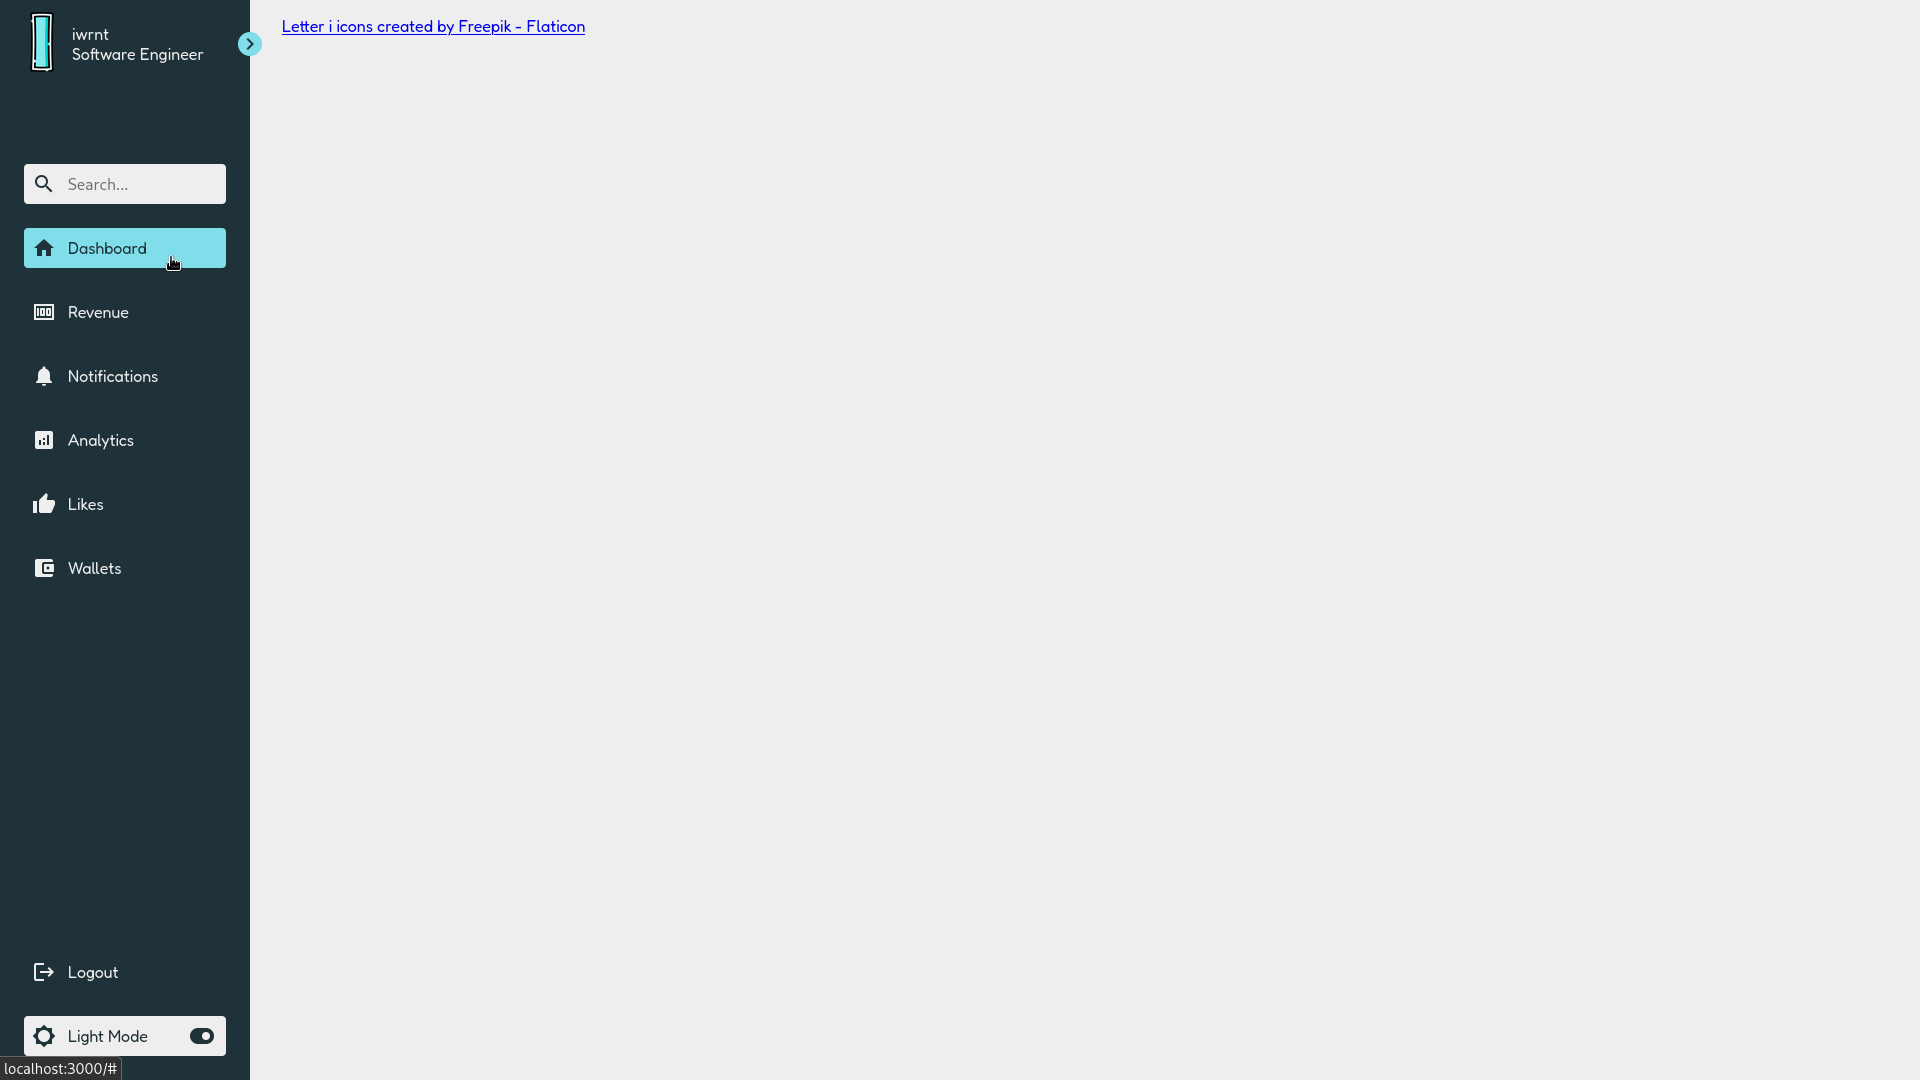 iwrnt
Software Engineer
Letter i icons created by Freepik - Flaticon
Search...
Dashboard
Revenue
Notifications
Analytics
Likes
Wallets
Logout
Light Mode
localhost:3000/#